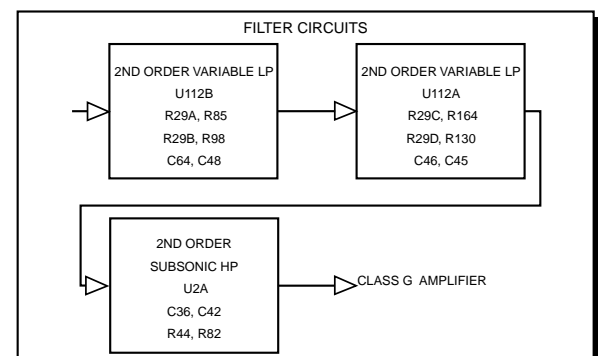 FILTER CIRCUITS
2ND ORDER VARIABLE LP
U112B
R29A, R85
R29B, R98
C64, C48
2ND ORDER VARIABLE LP
U112A
R29C, R164
R29D, R130
C46, C45
2ND ORDER
SUBSONIC HP
U2A
C36, C42
R44, R82
CLASS G AMPLIFIER